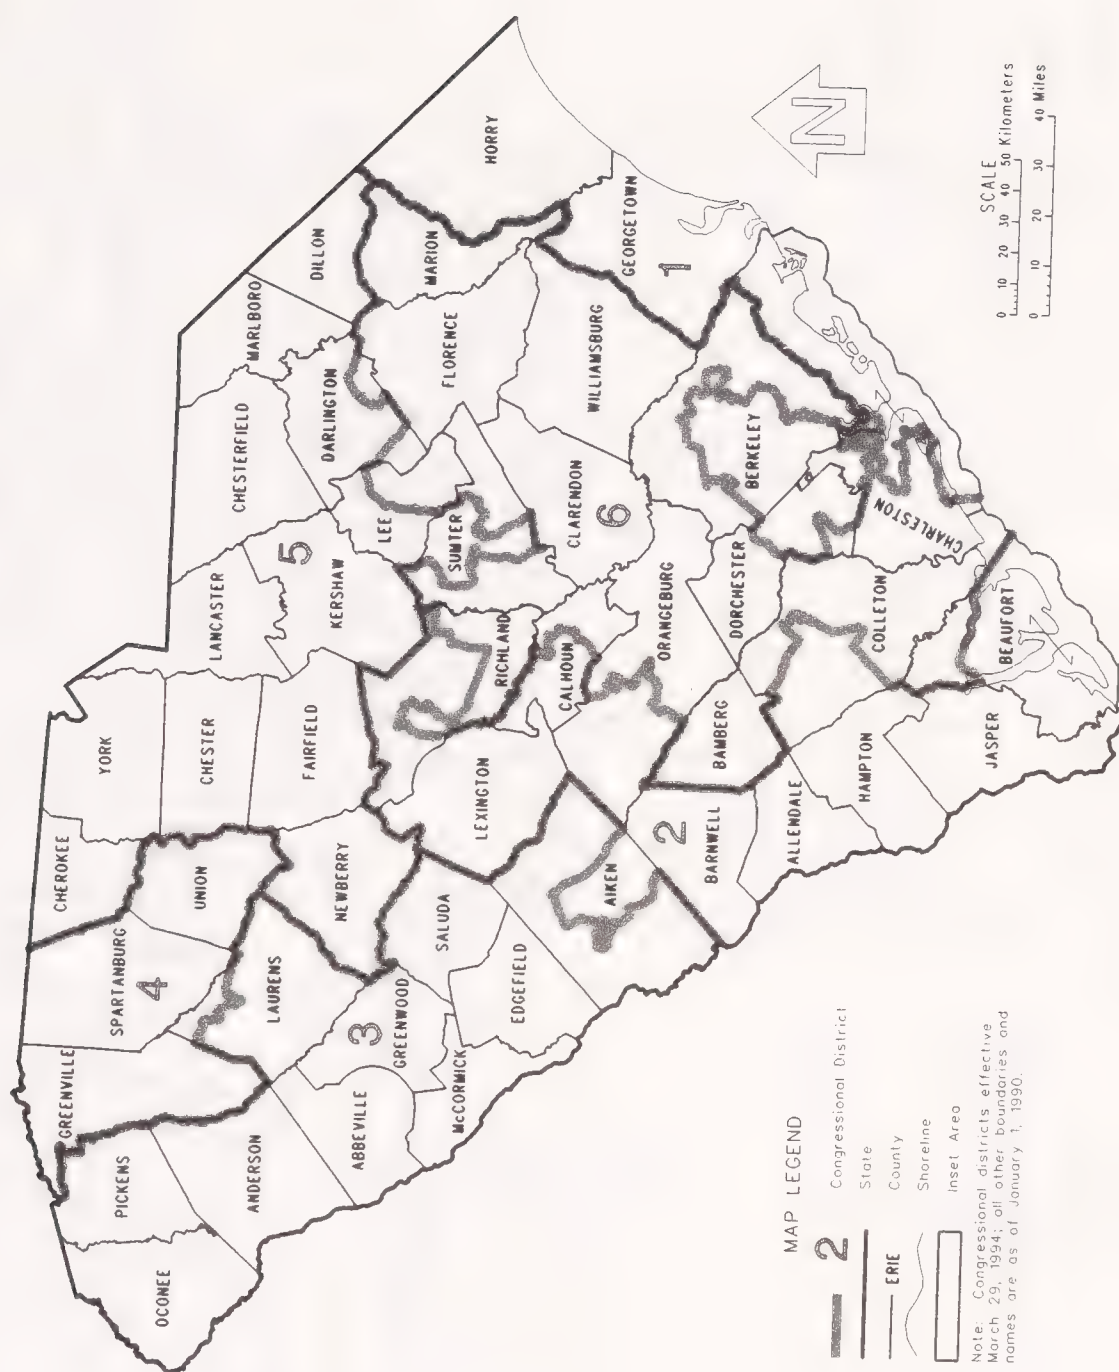 CHEROKEE
YORK
GREENVILLE
SPARTANBURG
4
PICKENS
OCONEE
UNION
CHESTER
LANCASTER
CHESTERFIELD
MARLBORO
DILLON
ANDERSON
LAURENS
NEWBERRY
FAIRFIELD
KERSHAW
5
DARLINGTON
LEE
FLORENCE
MARION
HORRY
ABBEVILLE
GREENWOOD
3
McCORMICK
SALUDA
EDGEFIELD
LEXINGTON
RICHLAND
SUMTER
CALHOUN
CLARENDON
6
WILLIAMSBURG
GEORGETOWN
1
AIKEN
2
BARNWELL
BAMBERG
ORANGEBURG
DORCHESTER
BERKELEY
ALLENDALE
HAMPTON
COLLETON
CHARLESTON
JASPER
BEAUFORT
N
SCALE
0 10 20 30 40 50 Kilometers
0 10 20 30 40 Miles
MAP LEGEND
2 Congressional District
State
ERIE County
Shoreline
Inset Area
Note: Congressional districts effective
March 29, 1994; all other boundaries and
names are as of January 1, 1990.